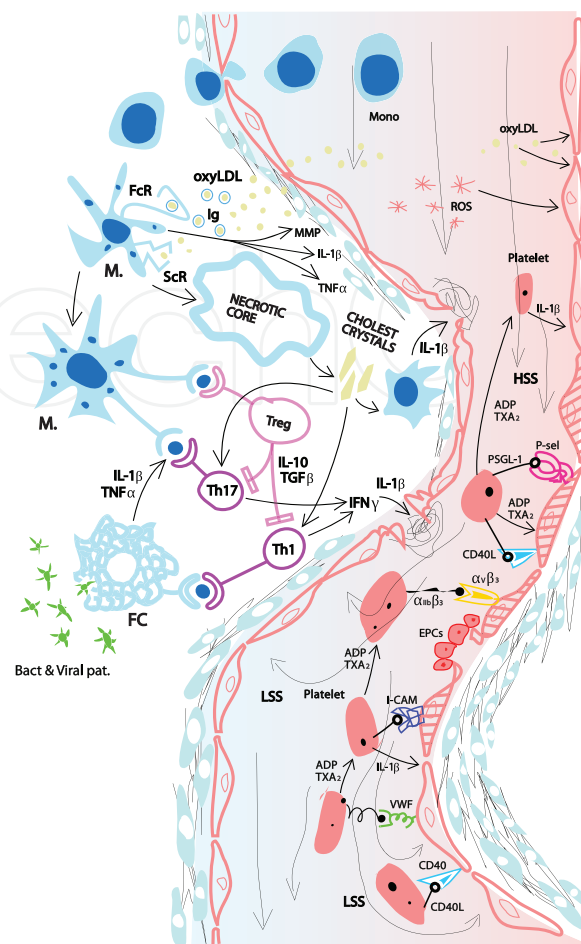 Mono
oxyLDL
FcR
oxyLDL
Ig
ROS
MMP
IL-1β
TNFα
M.
ScR
Platelet
IL-1β
NECROTIC
CORE
CHOLEST
CRYSTALS
IL-1β
HSS
ADP
TXA2
M.
Treg
P-sel
PSGL-1
IL-10
TGFβ
IL-1β
TNFα
Th17
IL-1β
IFNγ
ADP
TXA2
Th1
CD40L
αVβ3
αIIbβ3
FC
EPCs
Bact & Viral pat.
ADP
TXA2
LSS
Platelet
I-CAM
ADP
TXA2
IL-1β
VWF
CD40
LSS
CD40L